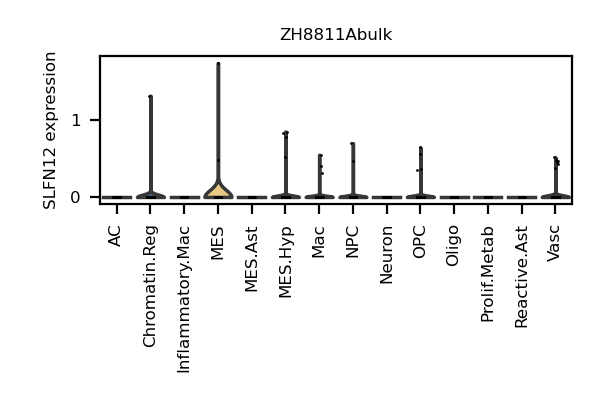 ZH8811Abulk
SLFN12 expression
1
0
AC
Chromatin.Reg
Inflammatory.Mac
MES
MES.Ast
MES.Hyp
Mac
NPC
Neuron
OPC
Oligo
Prolif.Metab
Reactive.Ast
Vasc